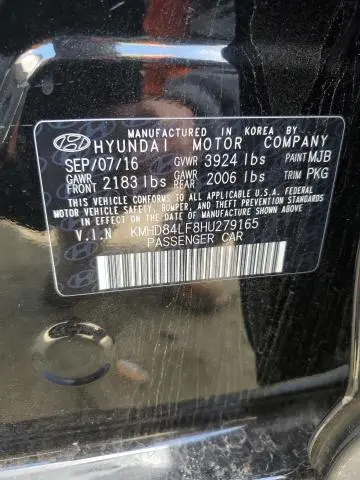 MANUFACTURED IN KOREA BY
HYUNDAI MOTOR COMPANY
SEP/07/16 GVWR 3924 lbs PAINT MJB
GAWR FRONT 2183 lbs GAWR REAR 2006 lbs TRIM PKG
THIS VEHICLE CONFORMS TO ALL APPLICABLE U.S.A. FEDERAL
MOTOR VEHICLE SAFETY, BUMPER, AND THEFT PREVENTION STANDARDS
IN EFFECT ON THE DATE OF MANUFACTURE SHOWN ABOVE.
V.I.N KMHD84LF8HU279165
PASSENGER CAR